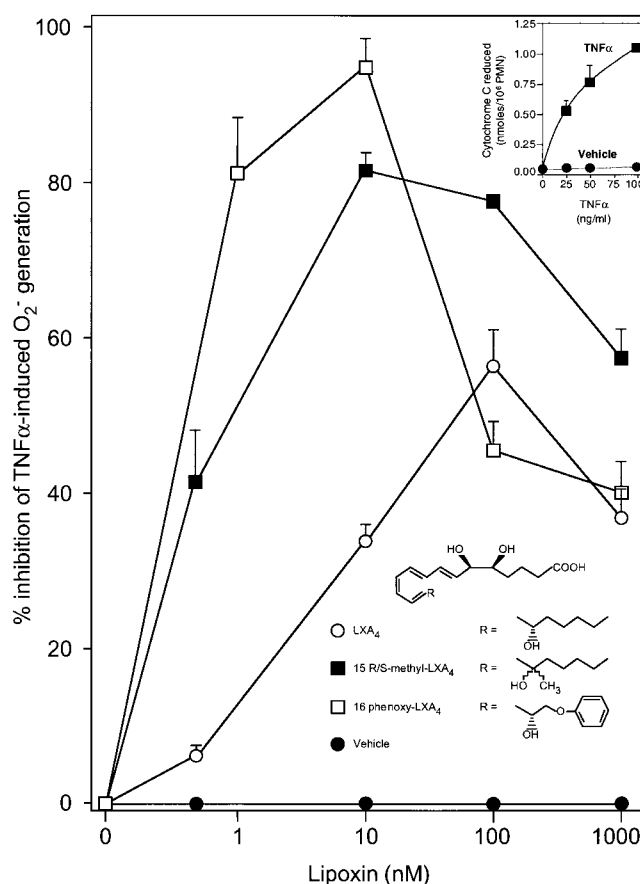 % inhibition of TNFα-induced O₂⁻ generation
100
80
60
40
20
0
0
1
10
100
1000
Lipoxin (nM)
Cytochrome C reduced
(nmoles/10⁶ PMN)
1.25
1.00
0.75
0.50
0.25
0.00
TNFα
Vehicle
0
25
50
75
100
TNFα
(ng/ml)
HO OH
COOH
R
LXA₄
R =
OH
15 R/S-methyl-LXA₄
R =
HO CH₃
16 phenoxy-LXA₄
R =
O
OH
Vehicle